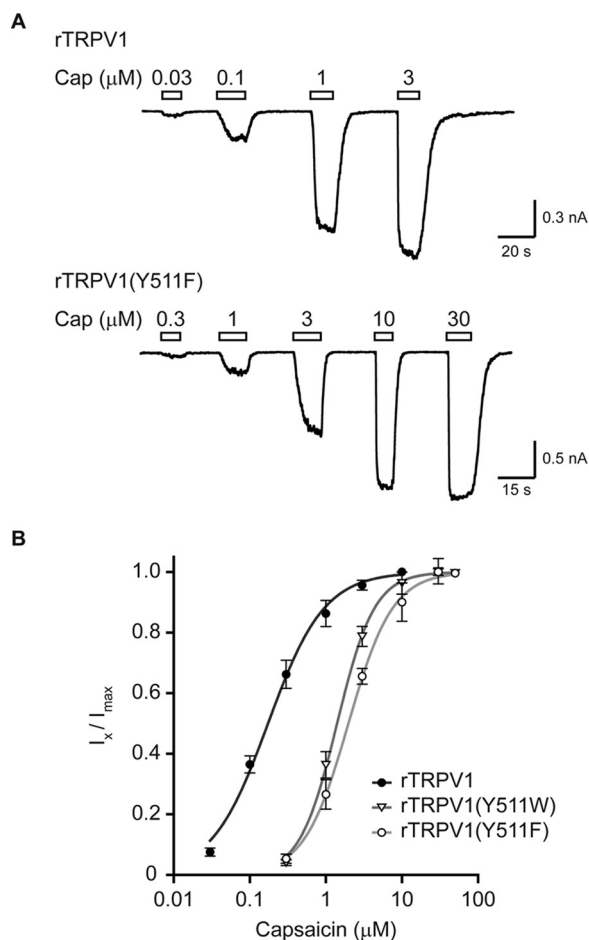 A
rTRPV1
Cap (μM) 0.03 0.1 1 3
0.3 nA
20 s
rTRPV1(Y511F)
Cap (μM) 0.3 1 3 10 30
0.5 nA
15 s
B
1.0
0.8
0.6
0.4
0.2
0
Ix / Imax
rTRPV1
rTRPV1(Y511W)
rTRPV1(Y511F)
0.01 0.1 1 10 100
Capsaicin (μM)